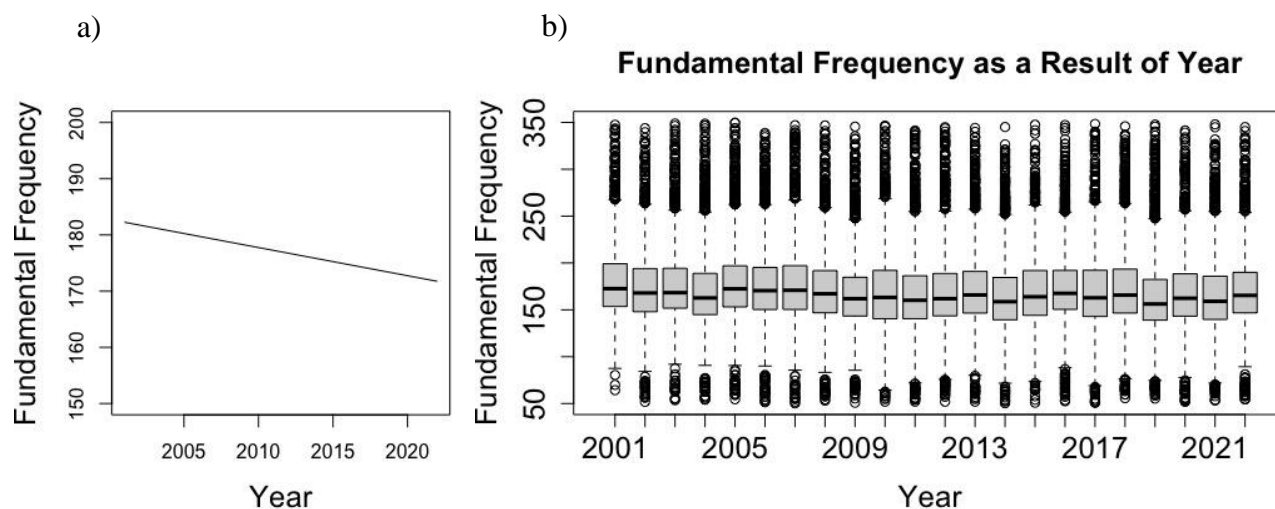 a)
b)
Fundamental Frequency as a Result of Year
Fundamental Frequency
200
190
180
170
160
150
2005 2010 2015 2020
Year
Fundamental Frequency
350
250
150
50
2001 2005 2009 2013 2017 2021
Year